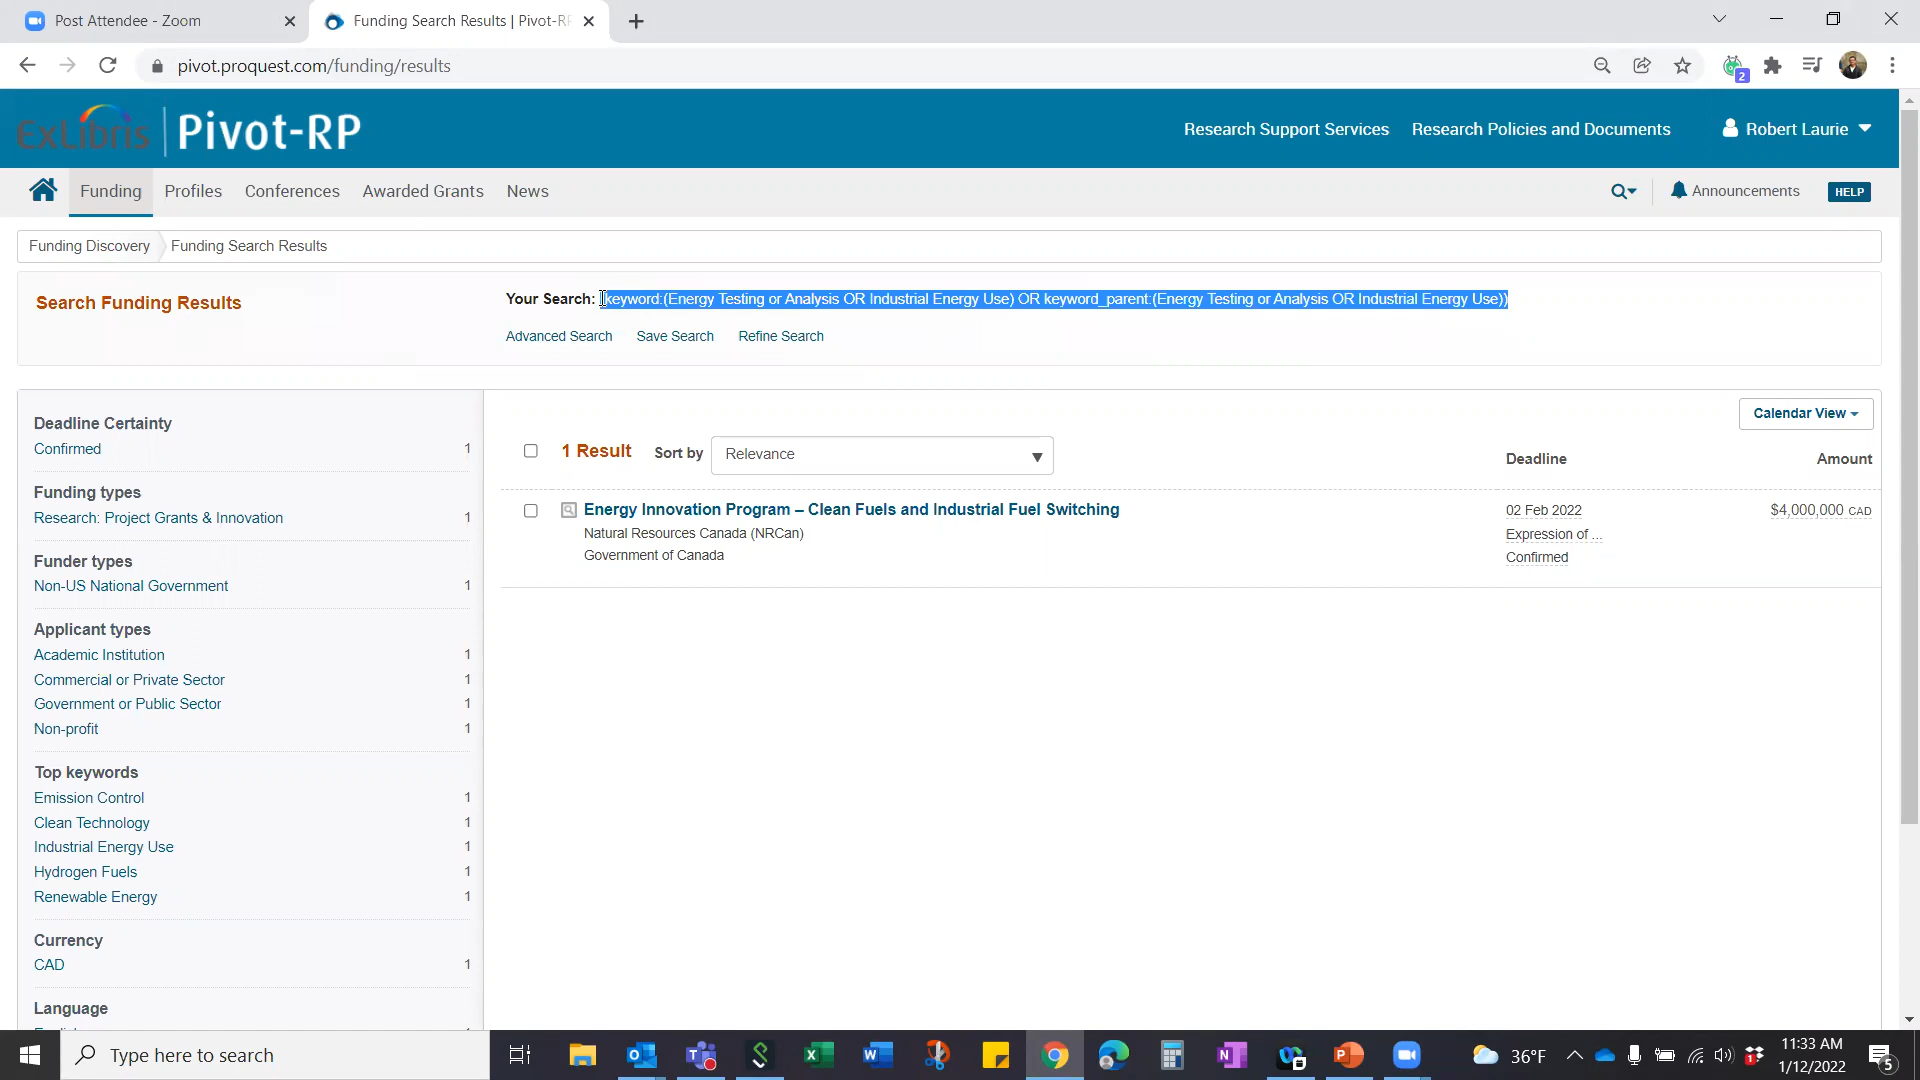 Post Attendee - Zoom
Funding Search Results | Pivot-RP
pivot.proquest.com/funding/results
2
ExLibris | Pivot-RP
Research Support Services
Research Policies and Documents
Robert Laurie
Funding
Profiles
Conferences
Awarded Grants
News
Announcements
HELP
Funding Discovery
Funding Search Results
Search Funding Results
Your Search: (keyword:(Energy Testing or Analysis OR Industrial Energy Use) OR keyword_parent:(Energy Testing or Analysis OR Industrial Energy Use))
Advanced Search
Save Search
Refine Search
Deadline Certainty
Confirmed 1
Funding types
Research: Project Grants & Innovation 1
Funder types
Non-US National Government 1
Applicant types
Academic Institution 1
Commercial or Private Sector 1
Government or Public Sector 1
Non-profit 1
Top keywords
Emission Control 1
Clean Technology 1
Industrial Energy Use 1
Hydrogen Fuels 1
Renewable Energy 1
Currency
CAD 1
Language
Calendar View
1 Result
Sort by
Relevance
Deadline
Amount
Energy Innovation Program – Clean Fuels and Industrial Fuel Switching
Natural Resources Canada (NRCan)
Government of Canada
02 Feb 2022
Expression of ...
Confirmed
$4,000,000 CAD
Type here to search
36°F
11:33 AM
1/12/2022
5